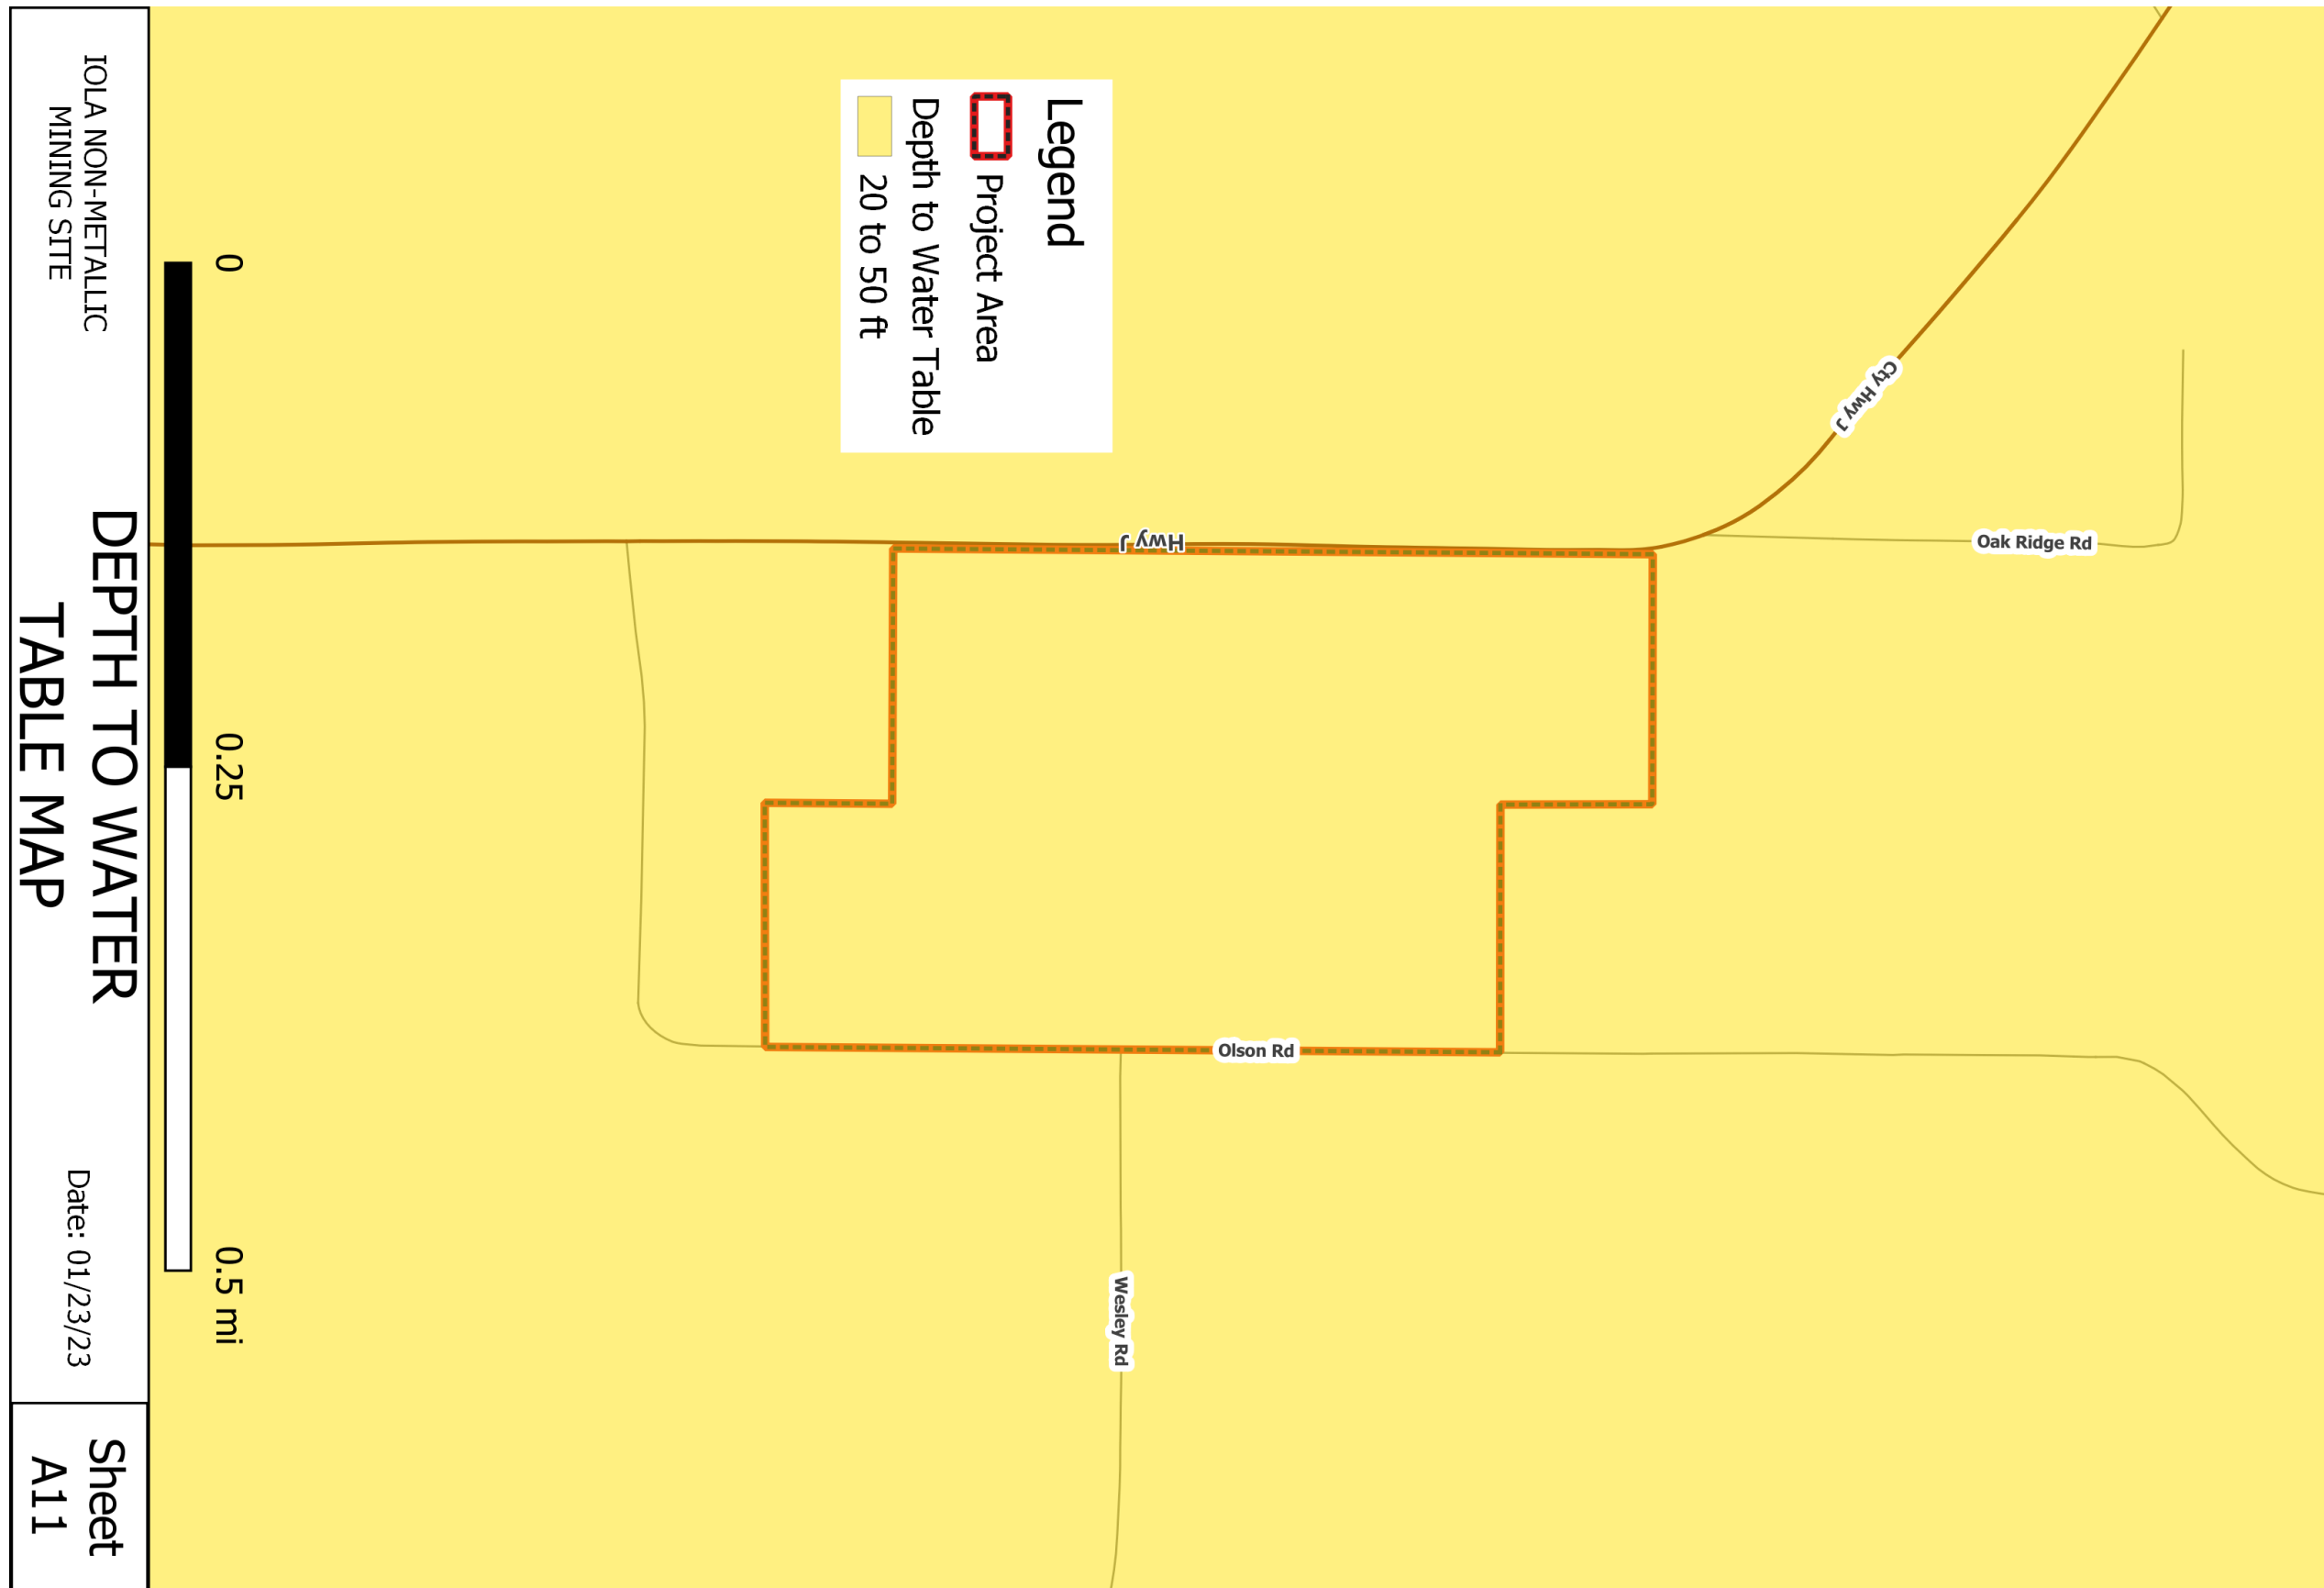 Cty Hwy J
Oak Ridge Rd
Hwy J
Olson Rd
Wesley Rd
Legend
Project Area
Depth to Water Table
20 to 50 ft
0
0.25
0.5 mi
IOLA NON-METALLIC
MINING SITE
DEPTH TO WATER
TABLE MAP
Date: 01/23/23
Sheet
A11